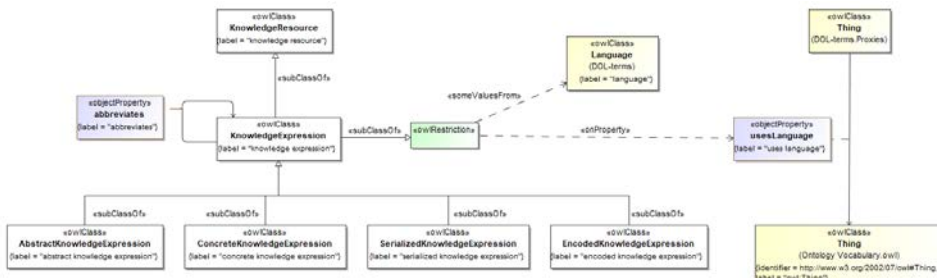 «owlClass»
KnowledgeResource
{label = "knowledge resource"}
«owlClass»
Thing
(DOL-terms.Proxies)
«owlClass»
Language
(DOL-terms)
{label = "language"}
«subClassOf»
«someValuesFrom»
«objectProperty»
abbreviates
{label = "abbreviates"}
«owlClass»
KnowledgeExpression
{label = "knowledge expression"}
«subClassOf»
«owlRestriction»
«onProperty»
«objectProperty»
usesLanguage
{label = "uses language"}
«subClassOf»
«subClassOf»
«subClassOf»
«subClassOf»
«owlClass»
AbstractKnowledgeExpression
{label = "abstract knowledge expression"}
«owlClass»
ConcreteKnowledgeExpression
{label = "concrete knowledge expression"}
«owlClass»
SerializedKnowledgeExpression
{label = "serialized knowledge expression"}
«owlClass»
EncodedKnowledgeExpression
{label = "encoded knowledge expression"}
«owlClass»
Thing
(Ontology Vocabulary.owl)
{identifier = http://www.w3.org/2002/07/owl#Thing,
label = "owl:Thing"}